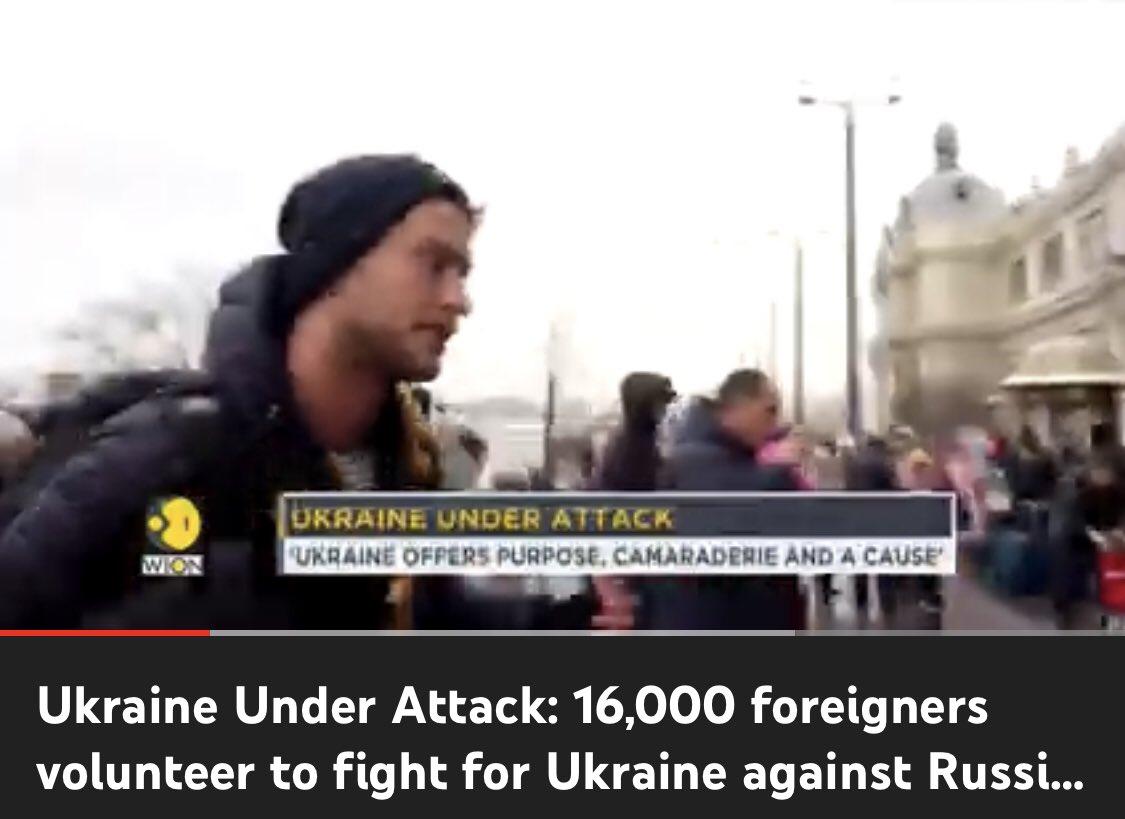 UKRAINE UNDER ATTACK
'UKRAINE OFFERS PURPOSE, CAMARADERIE AND A CAUSE'
WION
Ukraine Under Attack: 16,000 foreigners
volunteer to fight for Ukraine against Russi...